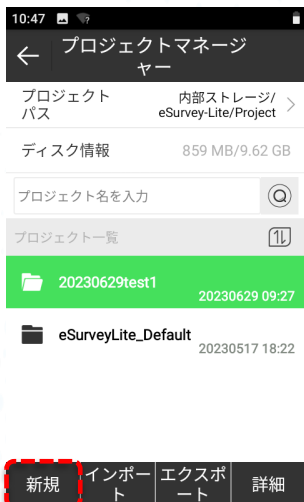 10:47
プロジェクトマネージ
ャー
プロジェクト
パス
内部ストレージ/
eSurvey-Lite/Project
ディスク情報 859 MB/9.62 GB
プロジェクト名を入力
プロジェクト一覧
20230629test1
20230629 09:27
eSurveyLite_Default
20230517 18:22
新規
インポー
ト
エクスポ
ート
詳細